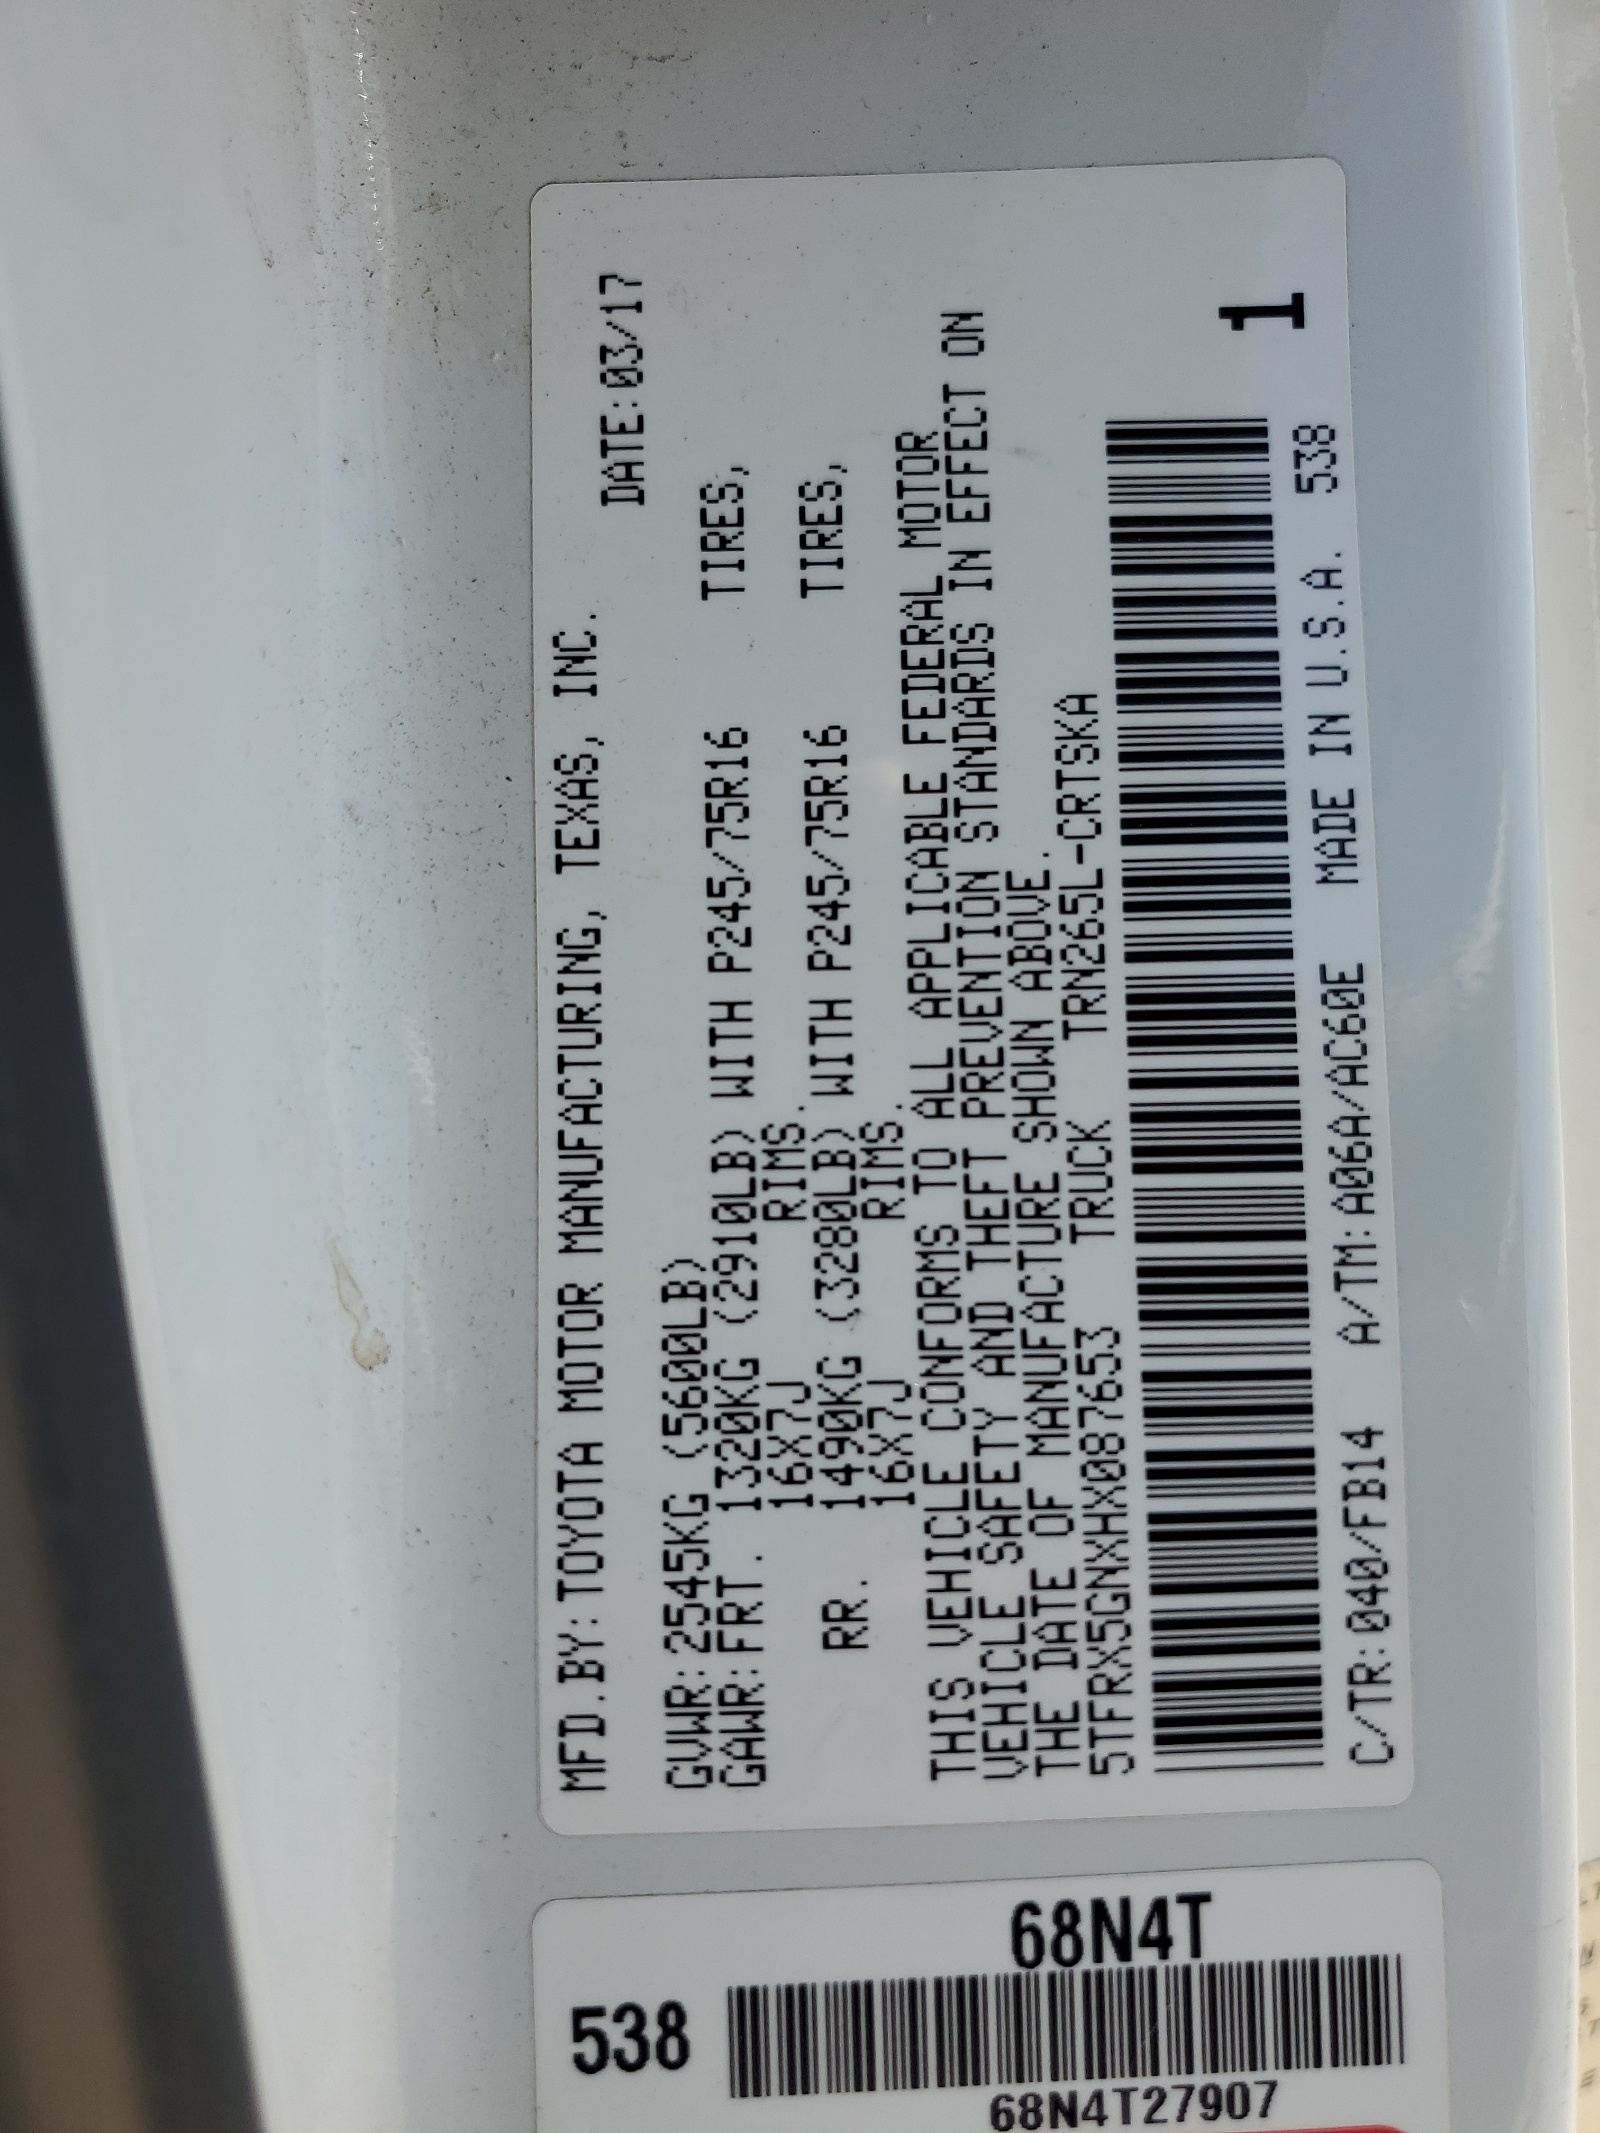 MFD.BY:TOYOTA MOTOR MANUFACTURING, TEXAS, INC.
DATE:03/17
GVWR:2545KG (5600LB)
GAWR:FRT. 1320KG (2910LB) WITH P245/75R16 TIRES,
16X7J RIMS.
RR. 1490KG (3280LB) WITH P245/75R16 TIRES,
16X7J RIMS.
THIS VEHICLE CONFORMS TO ALL APPLICABLE FEDERAL MOTOR
VEHICLE SAFETY AND THEFT PREVENTION STANDARDS IN EFFECT ON
THE DATE OF MANUFACTURE SHOWN ABOVE.
5TFRX5GNXHX087653 TRUCK TRN265L-CRTSKA
1
C/TR:040/FB14 A/TM:A06A/AC60E MADE IN U.S.A. 538
538
68N4T
68N4T27907